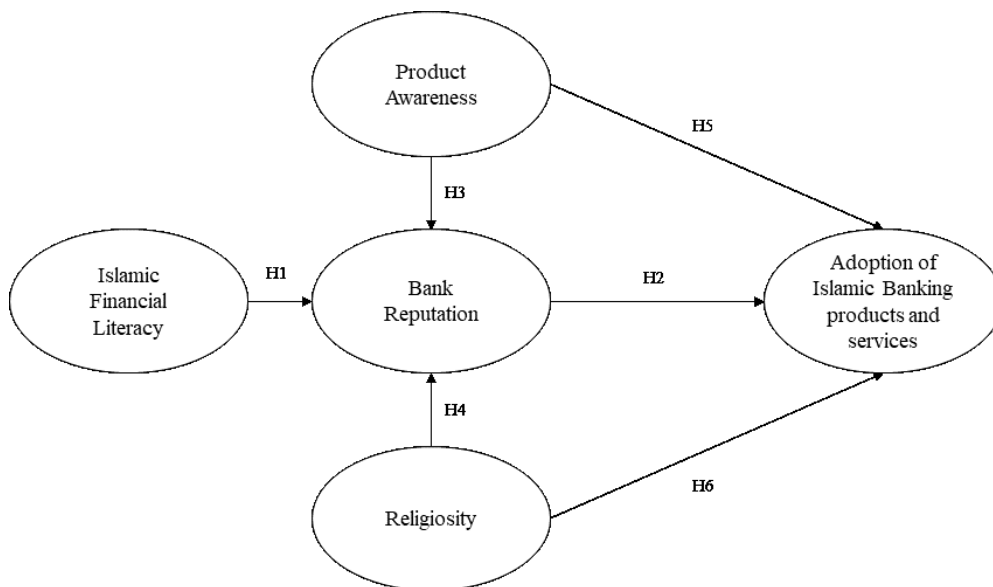 Product
Awareness
H5
H3
Islamic
Financial
Literacy
H1
Bank
Reputation
H2
Adoption of
Islamic Banking
products and
services
H4
Religiosity
H6